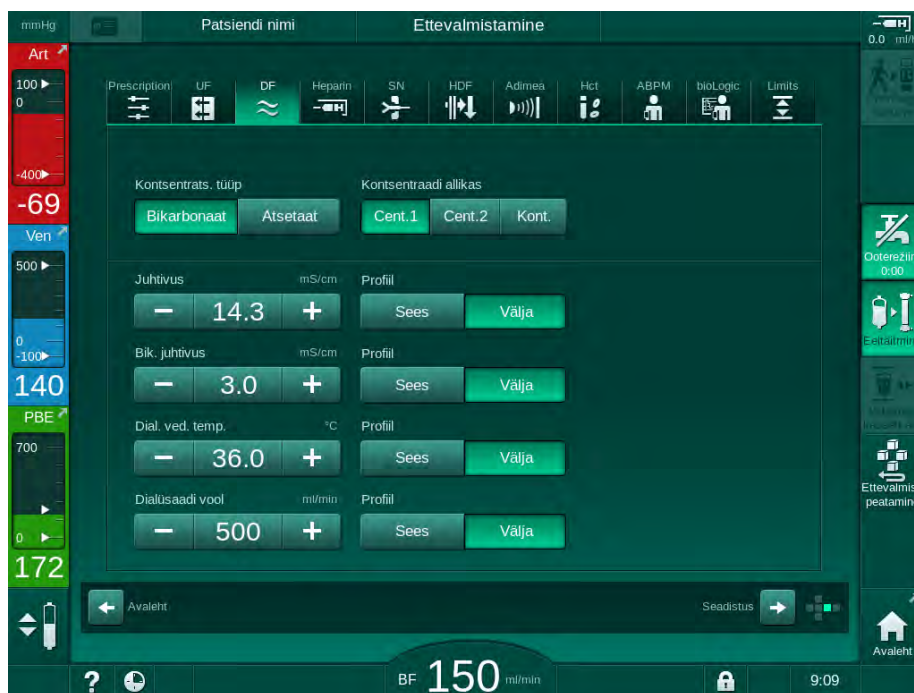 mmHg
Patsiendi nimi
Ettevalmistamine
0.0 ml/
Art
100
0
-400
-69
Ven
500
0
-100
140
PBE
700
0
172
Prescription UF DF Heparin SN HDF Adimea Hct ABPM bioLogic Limits
Kontsentrats. tüüp
Kontsentraadi allikas
Bikarbonaat Atsetaat
Cent.1 Cent.2 Kont.
Juhtivus mS/cm Profiil
− 14.3 + Sees Välja
Bik. juhtivus mS/cm Profiil
− 3.0 + Sees Välja
Dial. ved. temp. °C Profiil
− 36.0 + Sees Välja
Dialüsaadi vool ml/min Profiil
− 500 + Sees Välja
Avaleht
Seadistus
Ooterežiim
0:00
Eeltäitmin
Ettevalmis
peatamine
Avaleht
? BF 150 ml/min 9:09